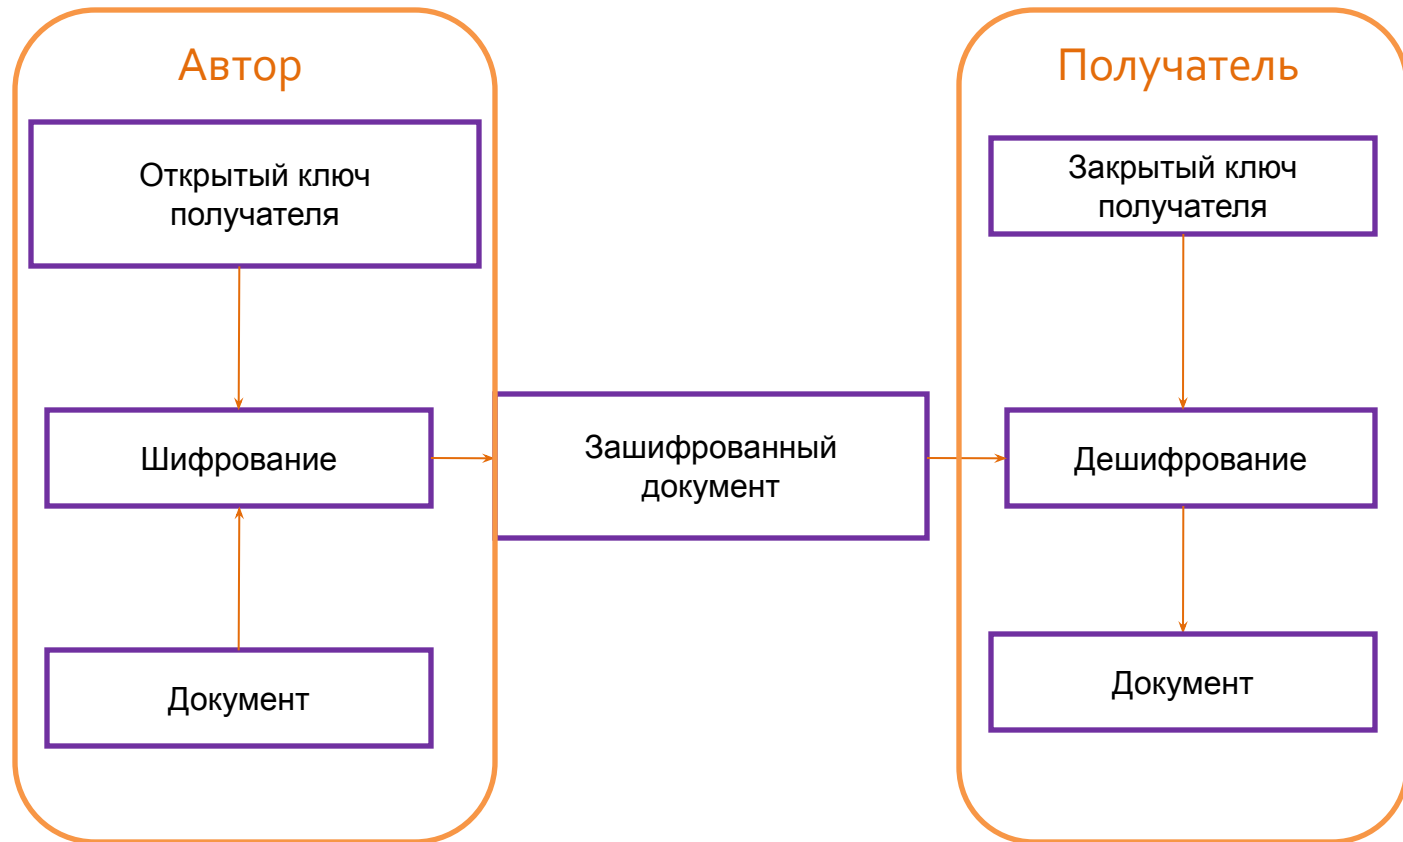 Автор
Открытый ключ
получателя
Шифрование
Документ
Зашифрованный
документ
Получатель
Закрытый ключ
получателя
Дешифрование
Документ